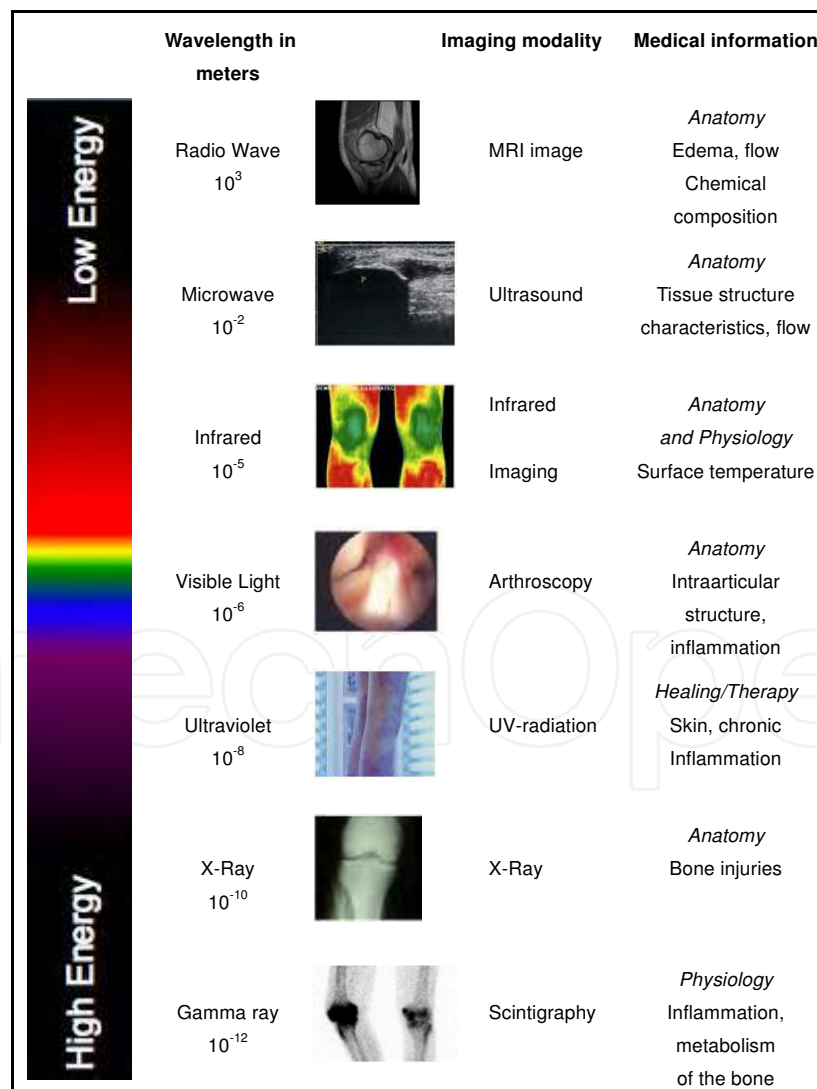 Wavelength in meters Imaging modality Medical information
Low Energy
Radio Wave
10³
MRI image
Anatomy
Edema, flow
Chemical
composition
Microwave
10⁻²
P
Ultrasound
Anatomy
Tissue structure
characteristics, flow
Infrared
10⁻⁵
Infrared
Imaging
Anatomy
and Physiology
Surface temperature
Visible Light
10⁻⁶
Arthroscopy
Anatomy
Intraarticular
structure,
inflammation
Ultraviolet
10⁻⁸
UV-radiation
Healing/Therapy
Skin, chronic
Inflammation
High Energy
X-Ray
10⁻¹⁰
X-Ray
Anatomy
Bone injuries
Gamma ray
10⁻¹²
Scintigraphy
Physiology
Inflammation,
metabolism
of the bone